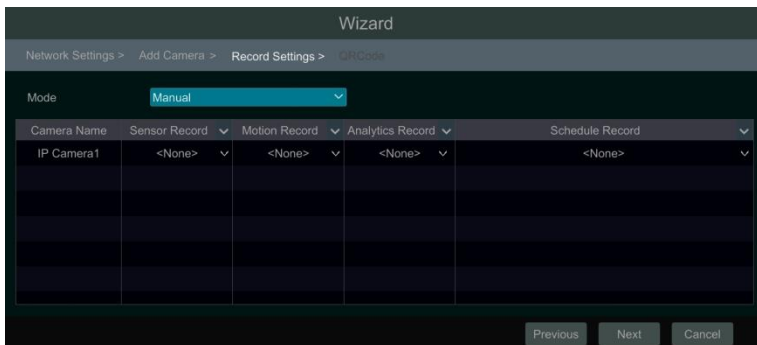 Wizard
Network Settings > Add Camera > Record Settings > QRCode
Mode Manual
Camera Name Sensor Record Motion Record Analytics Record Schedule Record
IP Camera1 <None> <None> <None> <None>
Previous Next Cancel